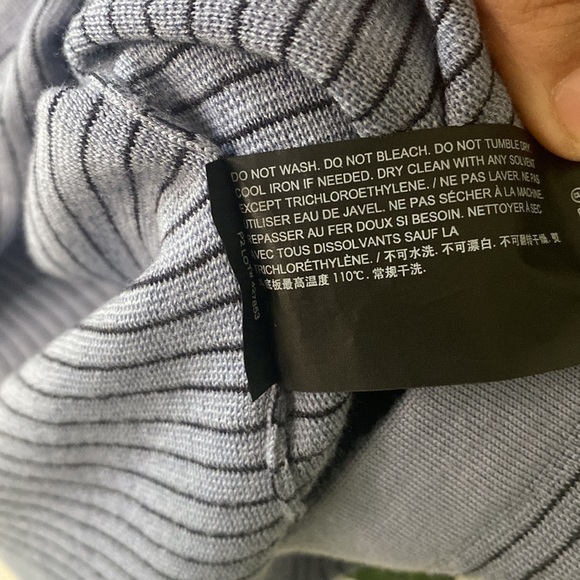 DO NOT WASH. DO NOT BLEACH. DO NOT TUMBLE DRY
COOL IRON IF NEEDED. DRY CLEAN WITH ANY SOLVENT
EXCEPT TRICHLOROETHYLENE. / NE PAS LAVER. NE PAS
UTILISER EAU DE JAVEL. NE PAS SÉCHER À LA MACHINE.
REPASSER AU FER DOUX SI BESOIN. NETTOYER À SEC
AVEC TOUS DISSOLVANTS SAUF LA
TRICHLORÉTHYLÈNE. / 不可水洗. 不可漂白. 不可翻转干燥. 熨
底板最高温度 110℃. 常规干洗.